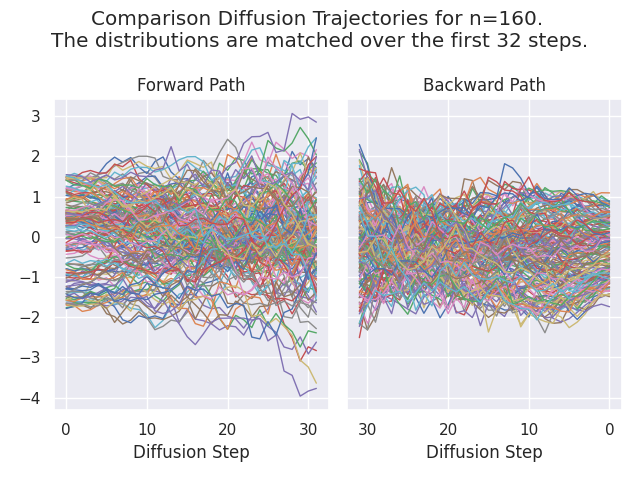 Comparison Diffusion Trajectories for n=160.
The distributions are matched over the first 32 steps.
Forward Path
Backward Path
3
2
1
0
−1
−2
−3
−4
0 10 20 30
30 20 10 0
Diffusion Step
Diffusion Step